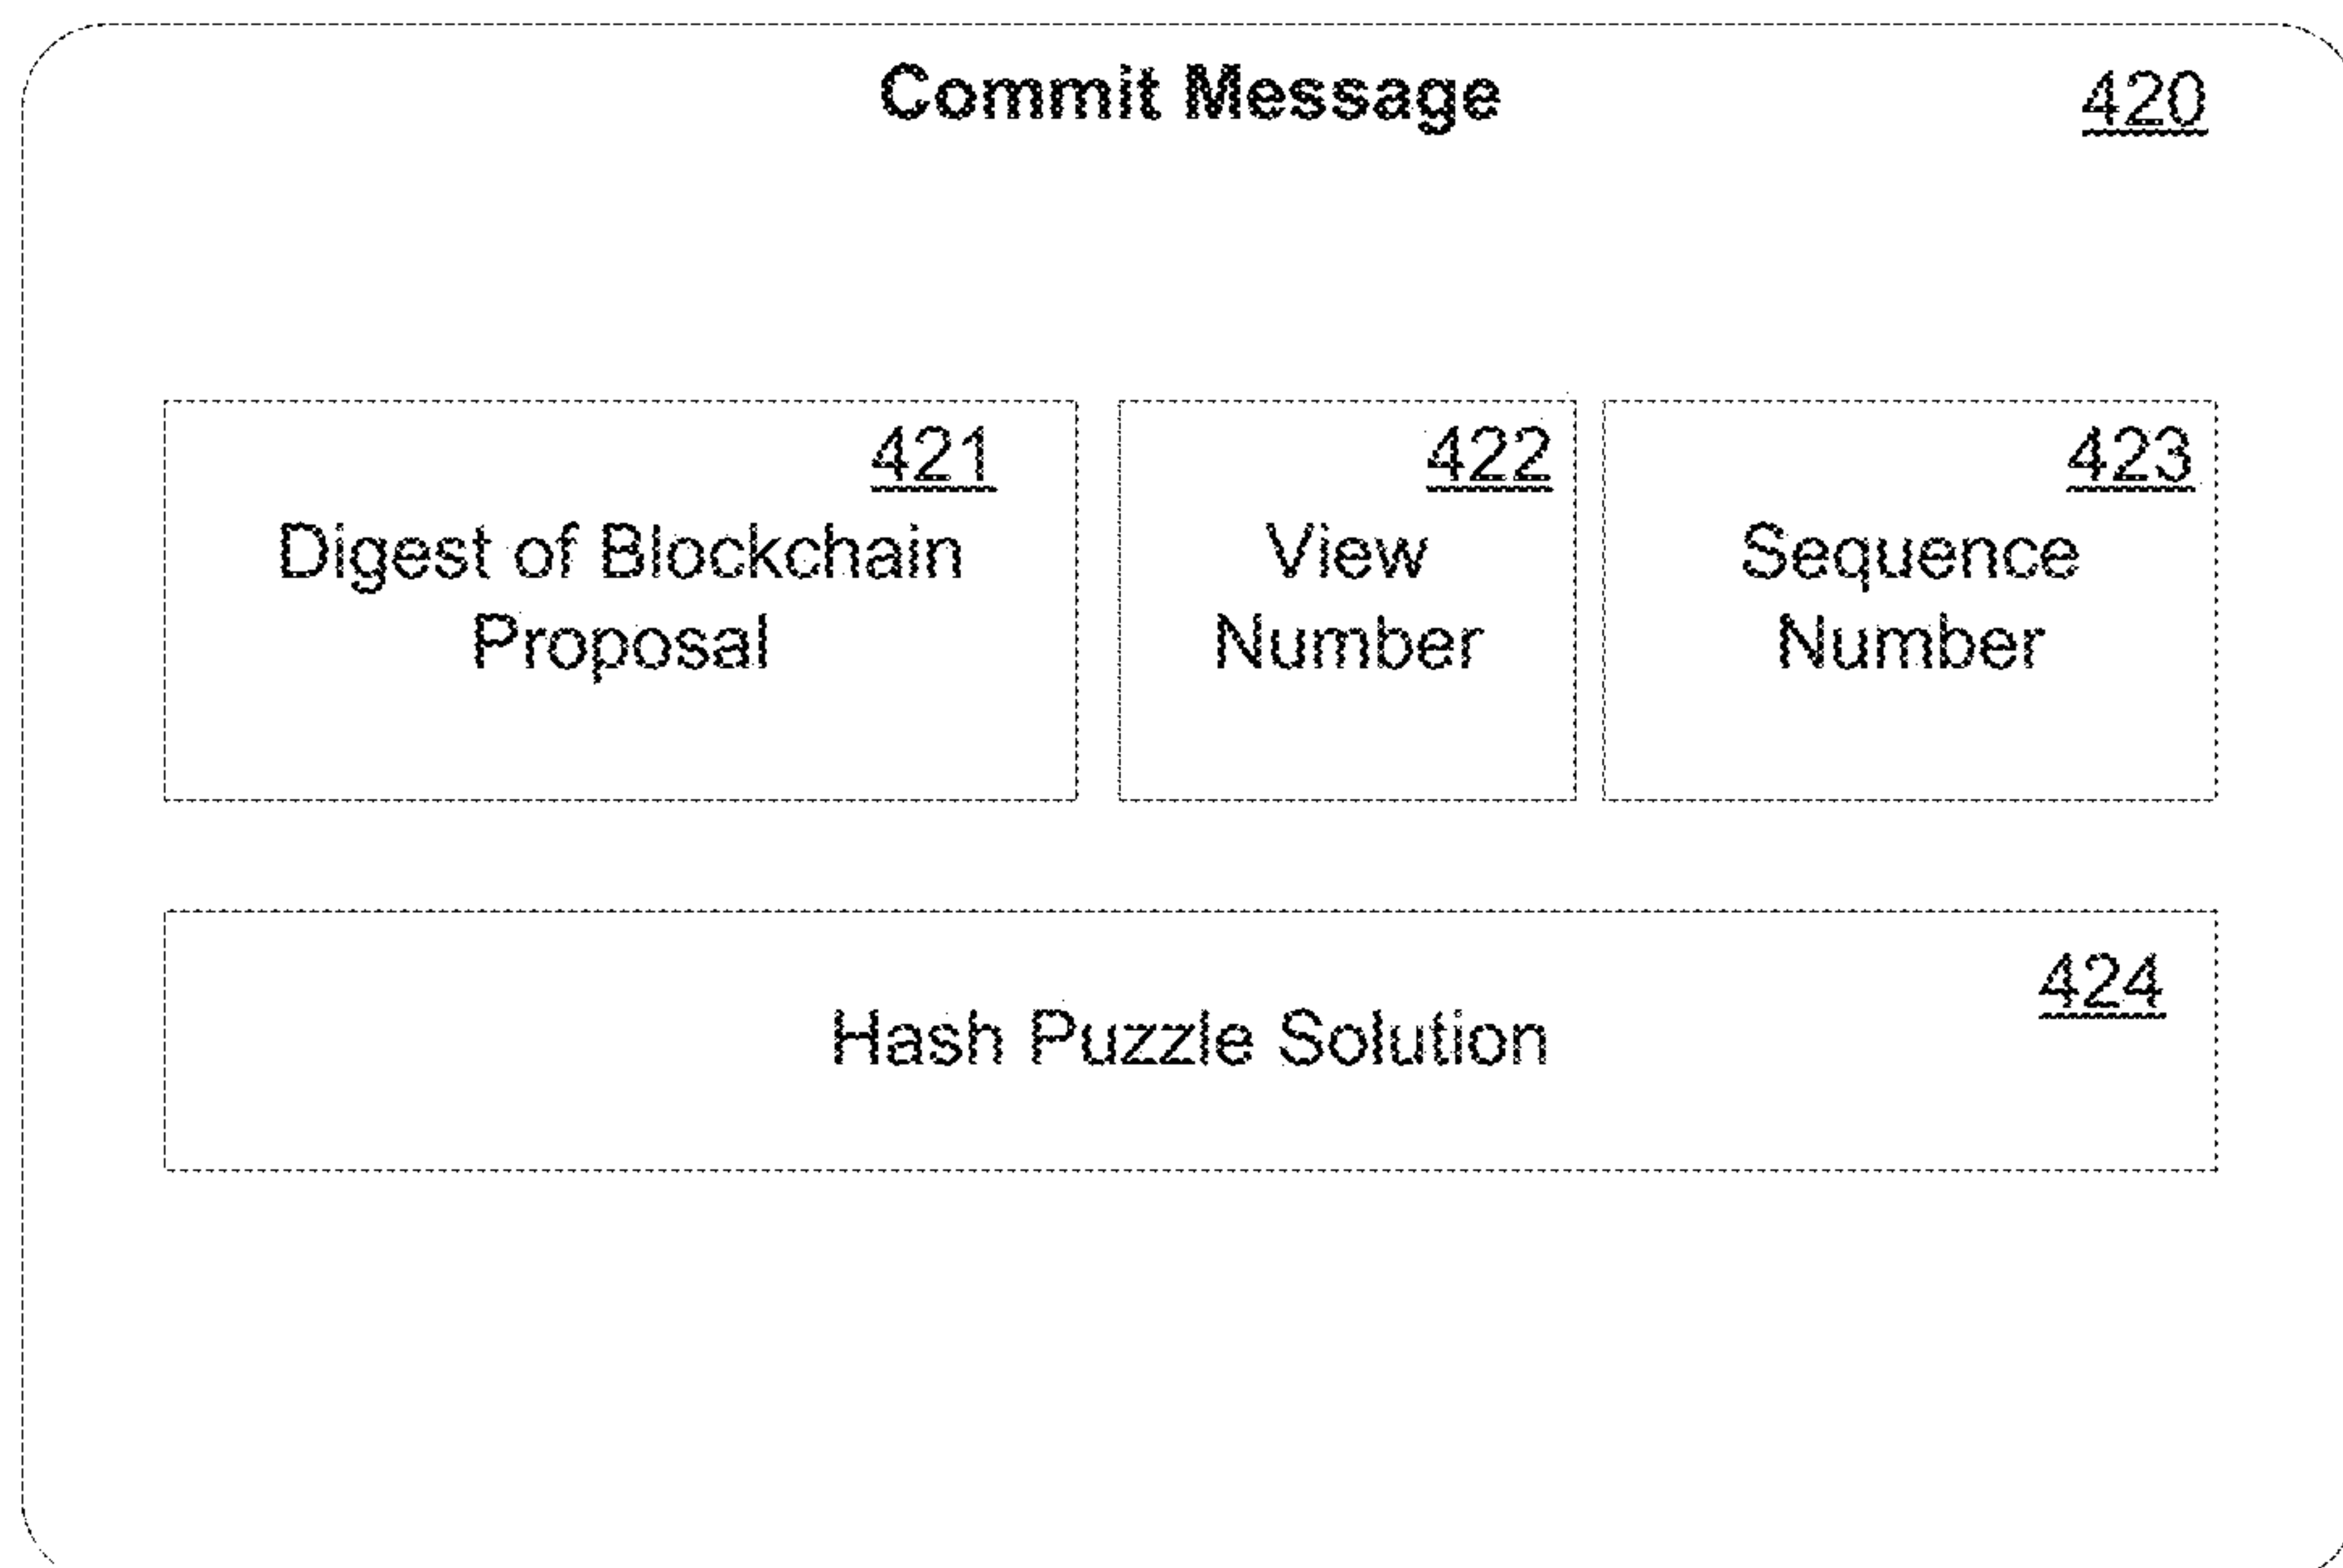 Commit Message 420
421 422 423
Digest of Blockchain View Sequence
Proposal Number Number
424
Hash Puzzle Solution